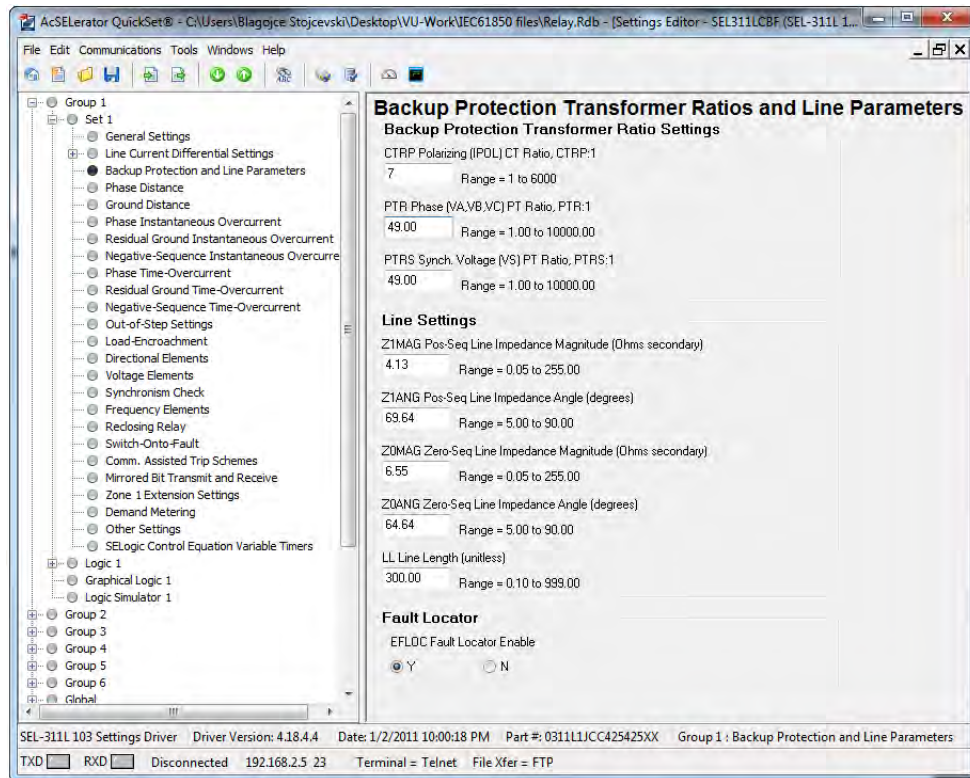 AcSELerator QuickSet® - C:\Users\Blagojce Stojcevski\Desktop\VU-Work\IEC61850 files\Relay.Rdb - [Settings Editor - SEL311LCBF (SEL-311L 1...
File Edit Communications Tools Windows Help
Group 1
Set 1
General Settings
Line Current Differential Settings
Backup Protection and Line Parameters
Phase Distance
Ground Distance
Phase Instantaneous Overcurrent
Residual Ground Instantaneous Overcurrent
Negative-Sequence Instantaneous Overcurre
Phase Time-Overcurrent
Residual Ground Time-Overcurrent
Negative-Sequence Time-Overcurrent
Out-of-Step Settings
Load-Encroachment
Directional Elements
Voltage Elements
Synchronism Check
Frequency Elements
Reclosing Relay
Switch-Onto-Fault
Comm. Assisted Trip Schemes
Mirrored Bit Transmit and Receive
Zone 1 Extension Settings
Demand Metering
Other Settings
SELogic Control Equation Variable Timers
Logic 1
Graphical Logic 1
Logic Simulator 1
Group 2
Group 3
Group 4
Group 5
Group 6
Global
Backup Protection Transformer Ratios and Line Parameters
Backup Protection Transformer Ratio Settings
CTRP Polarizing (IPOL) CT Ratio, CTRP:1
7 Range = 1 to 6000
PTR Phase (VA,VB,VC) PT Ratio, PTR:1
49.00 Range = 1.00 to 10000.00
PTRS Synch. Voltage (VS) PT Ratio, PTRS:1
49.00 Range = 1.00 to 10000.00
Line Settings
Z1MAG Pos-Seq Line Impedance Magnitude (Ohms secondary)
4.13 Range = 0.05 to 255.00
Z1ANG Pos-Seq Line Impedance Angle (degrees)
69.64 Range = 5.00 to 90.00
Z0MAG Zero-Seq Line Impedance Magnitude (Ohms secondary)
6.55 Range = 0.05 to 255.00
Z0ANG Zero-Seq Line Impedance Angle (degrees)
64.64 Range = 5.00 to 90.00
LL Line Length (unitless)
300.00 Range = 0.10 to 999.00
Fault Locator
EFLOC Fault Locator Enable
Y N
SEL-311L 103 Settings Driver Driver Version: 4.18.4.4 Date: 1/2/2011 10:00:18 PM Part #: 0311L1JCC425425XX Group 1 : Backup Protection and Line Parameters
TXD RXD Disconnected 192.168.2.5 23 Terminal = Telnet File Xfer = FTP